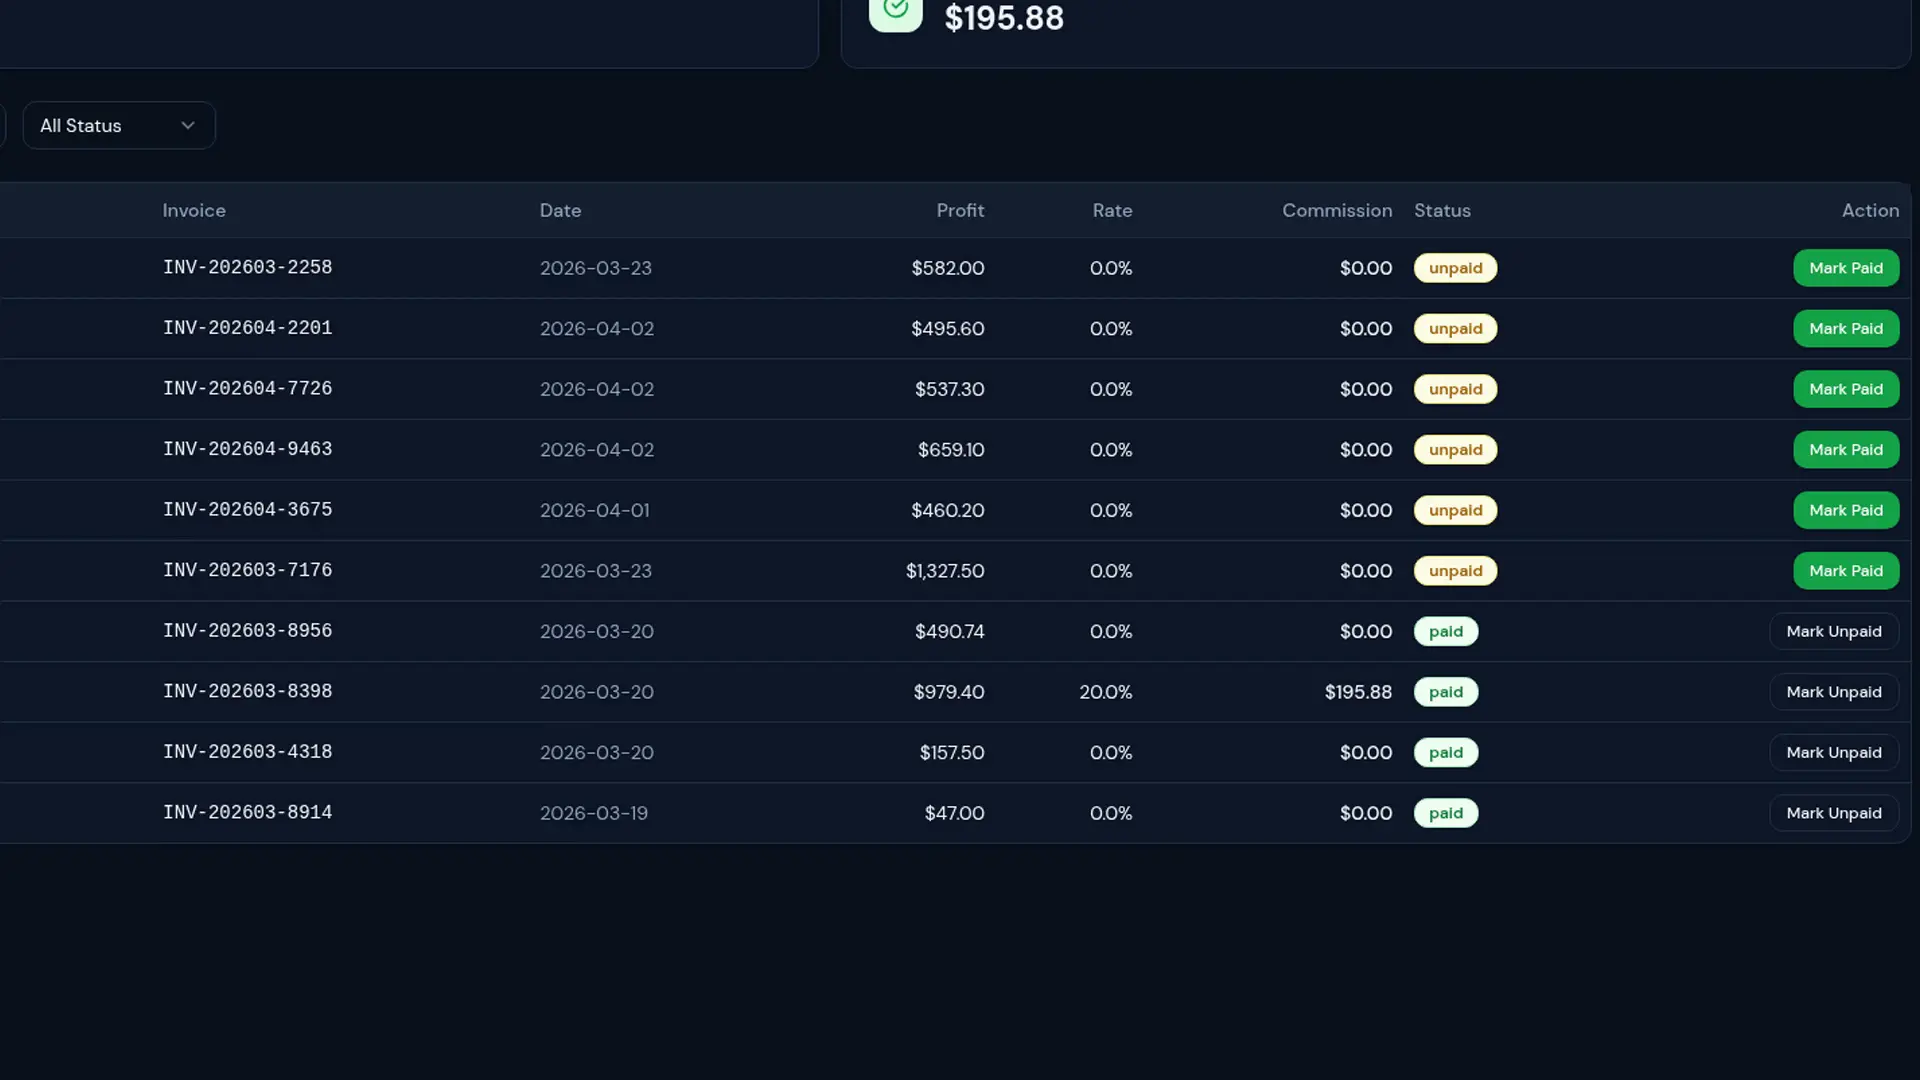 $195.88
All Status
Invoice Date Profit Rate Commission Status Action
INV-202603-2258 2026-03-23 $582.00 0.0% $0.00 unpaid Mark Paid
INV-202604-2201 2026-04-02 $495.60 0.0% $0.00 unpaid Mark Paid
INV-202604-7726 2026-04-02 $537.30 0.0% $0.00 unpaid Mark Paid
INV-202604-9463 2026-04-02 $659.10 0.0% $0.00 unpaid Mark Paid
INV-202604-3675 2026-04-01 $460.20 0.0% $0.00 unpaid Mark Paid
INV-202603-7176 2026-03-23 $1,327.50 0.0% $0.00 unpaid Mark Paid
INV-202603-8956 2026-03-20 $490.74 0.0% $0.00 paid Mark Unpaid
INV-202603-8398 2026-03-20 $979.40 20.0% $195.88 paid Mark Unpaid
INV-202603-4318 2026-03-20 $157.50 0.0% $0.00 paid Mark Unpaid
INV-202603-8914 2026-03-19 $47.00 0.0% $0.00 paid Mark Unpaid